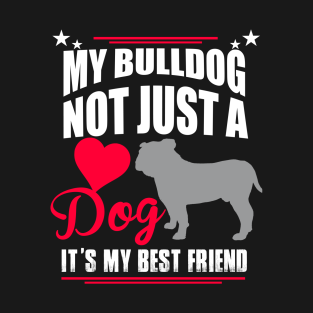 MY BULLDOG
NOT JUST A
Dog
IT'S MY BEST FRIEND